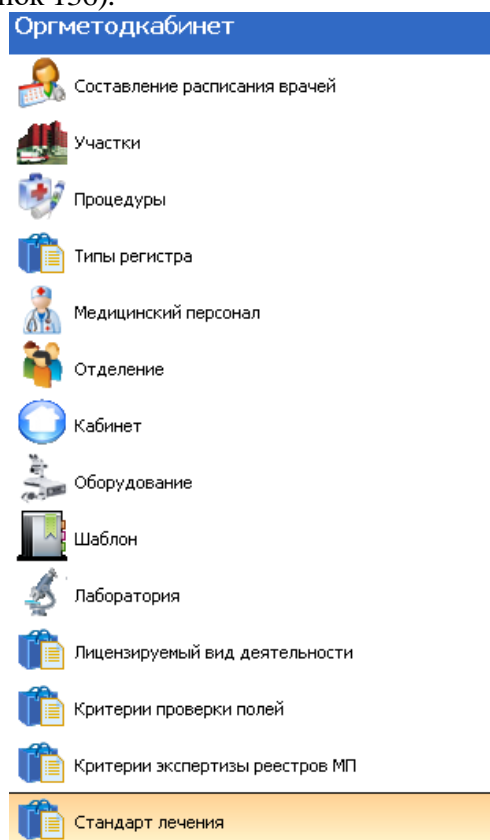 Оргметодкабинет
Составление расписания врачей
Участки
Процедуры
Типы регистра
Медицинский персонал
Отделение
Кабинет
Оборудование
Шаблон
Лаборатория
Лицензируемый вид деятельности
Критерии проверки полей
Критерии экспертизы реестров МП
Стандарт лечения